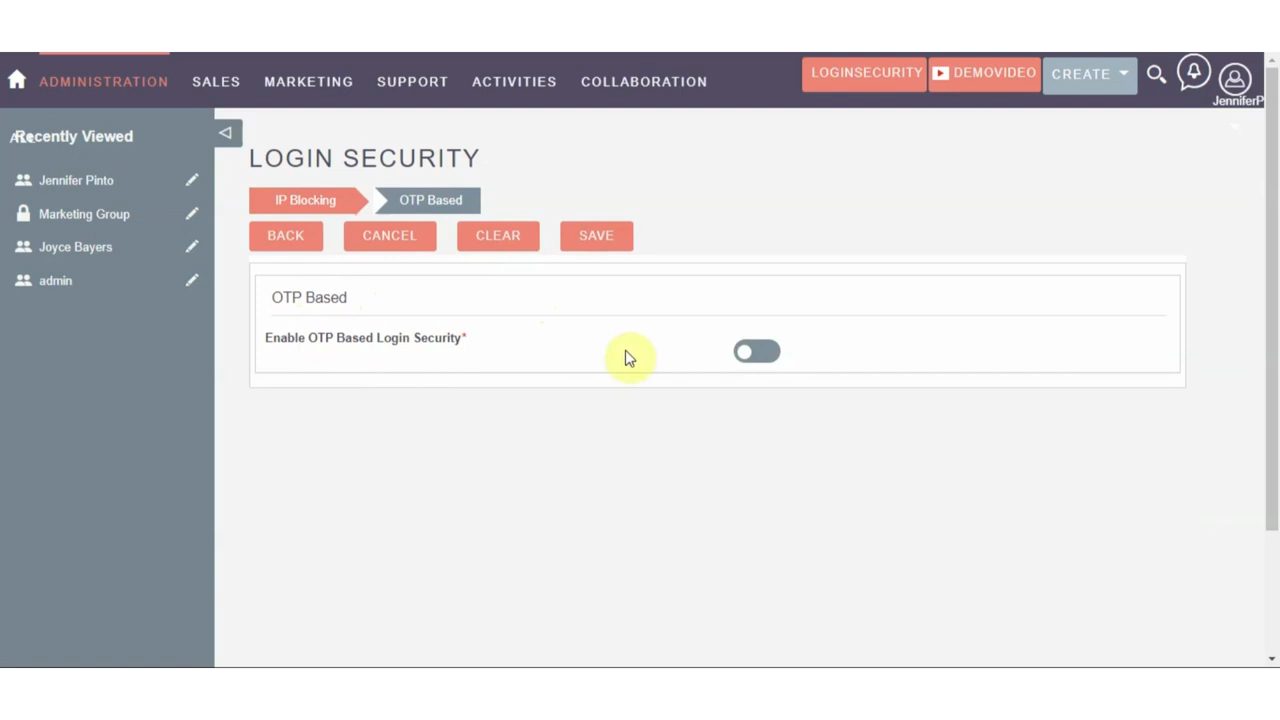 ADMINISTRATION SALES MARKETING SUPPORT ACTIVITIES COLLABORATION LOGINSECURITY DEMOVIDEO CREATE
JenniferP
Recently Viewed
Jennifer Pinto
Marketing Group
Joyce Bayers
admin
LOGIN SECURITY
IP Blocking OTP Based
BACK CANCEL CLEAR SAVE
OTP Based
Enable OTP Based Login Security*